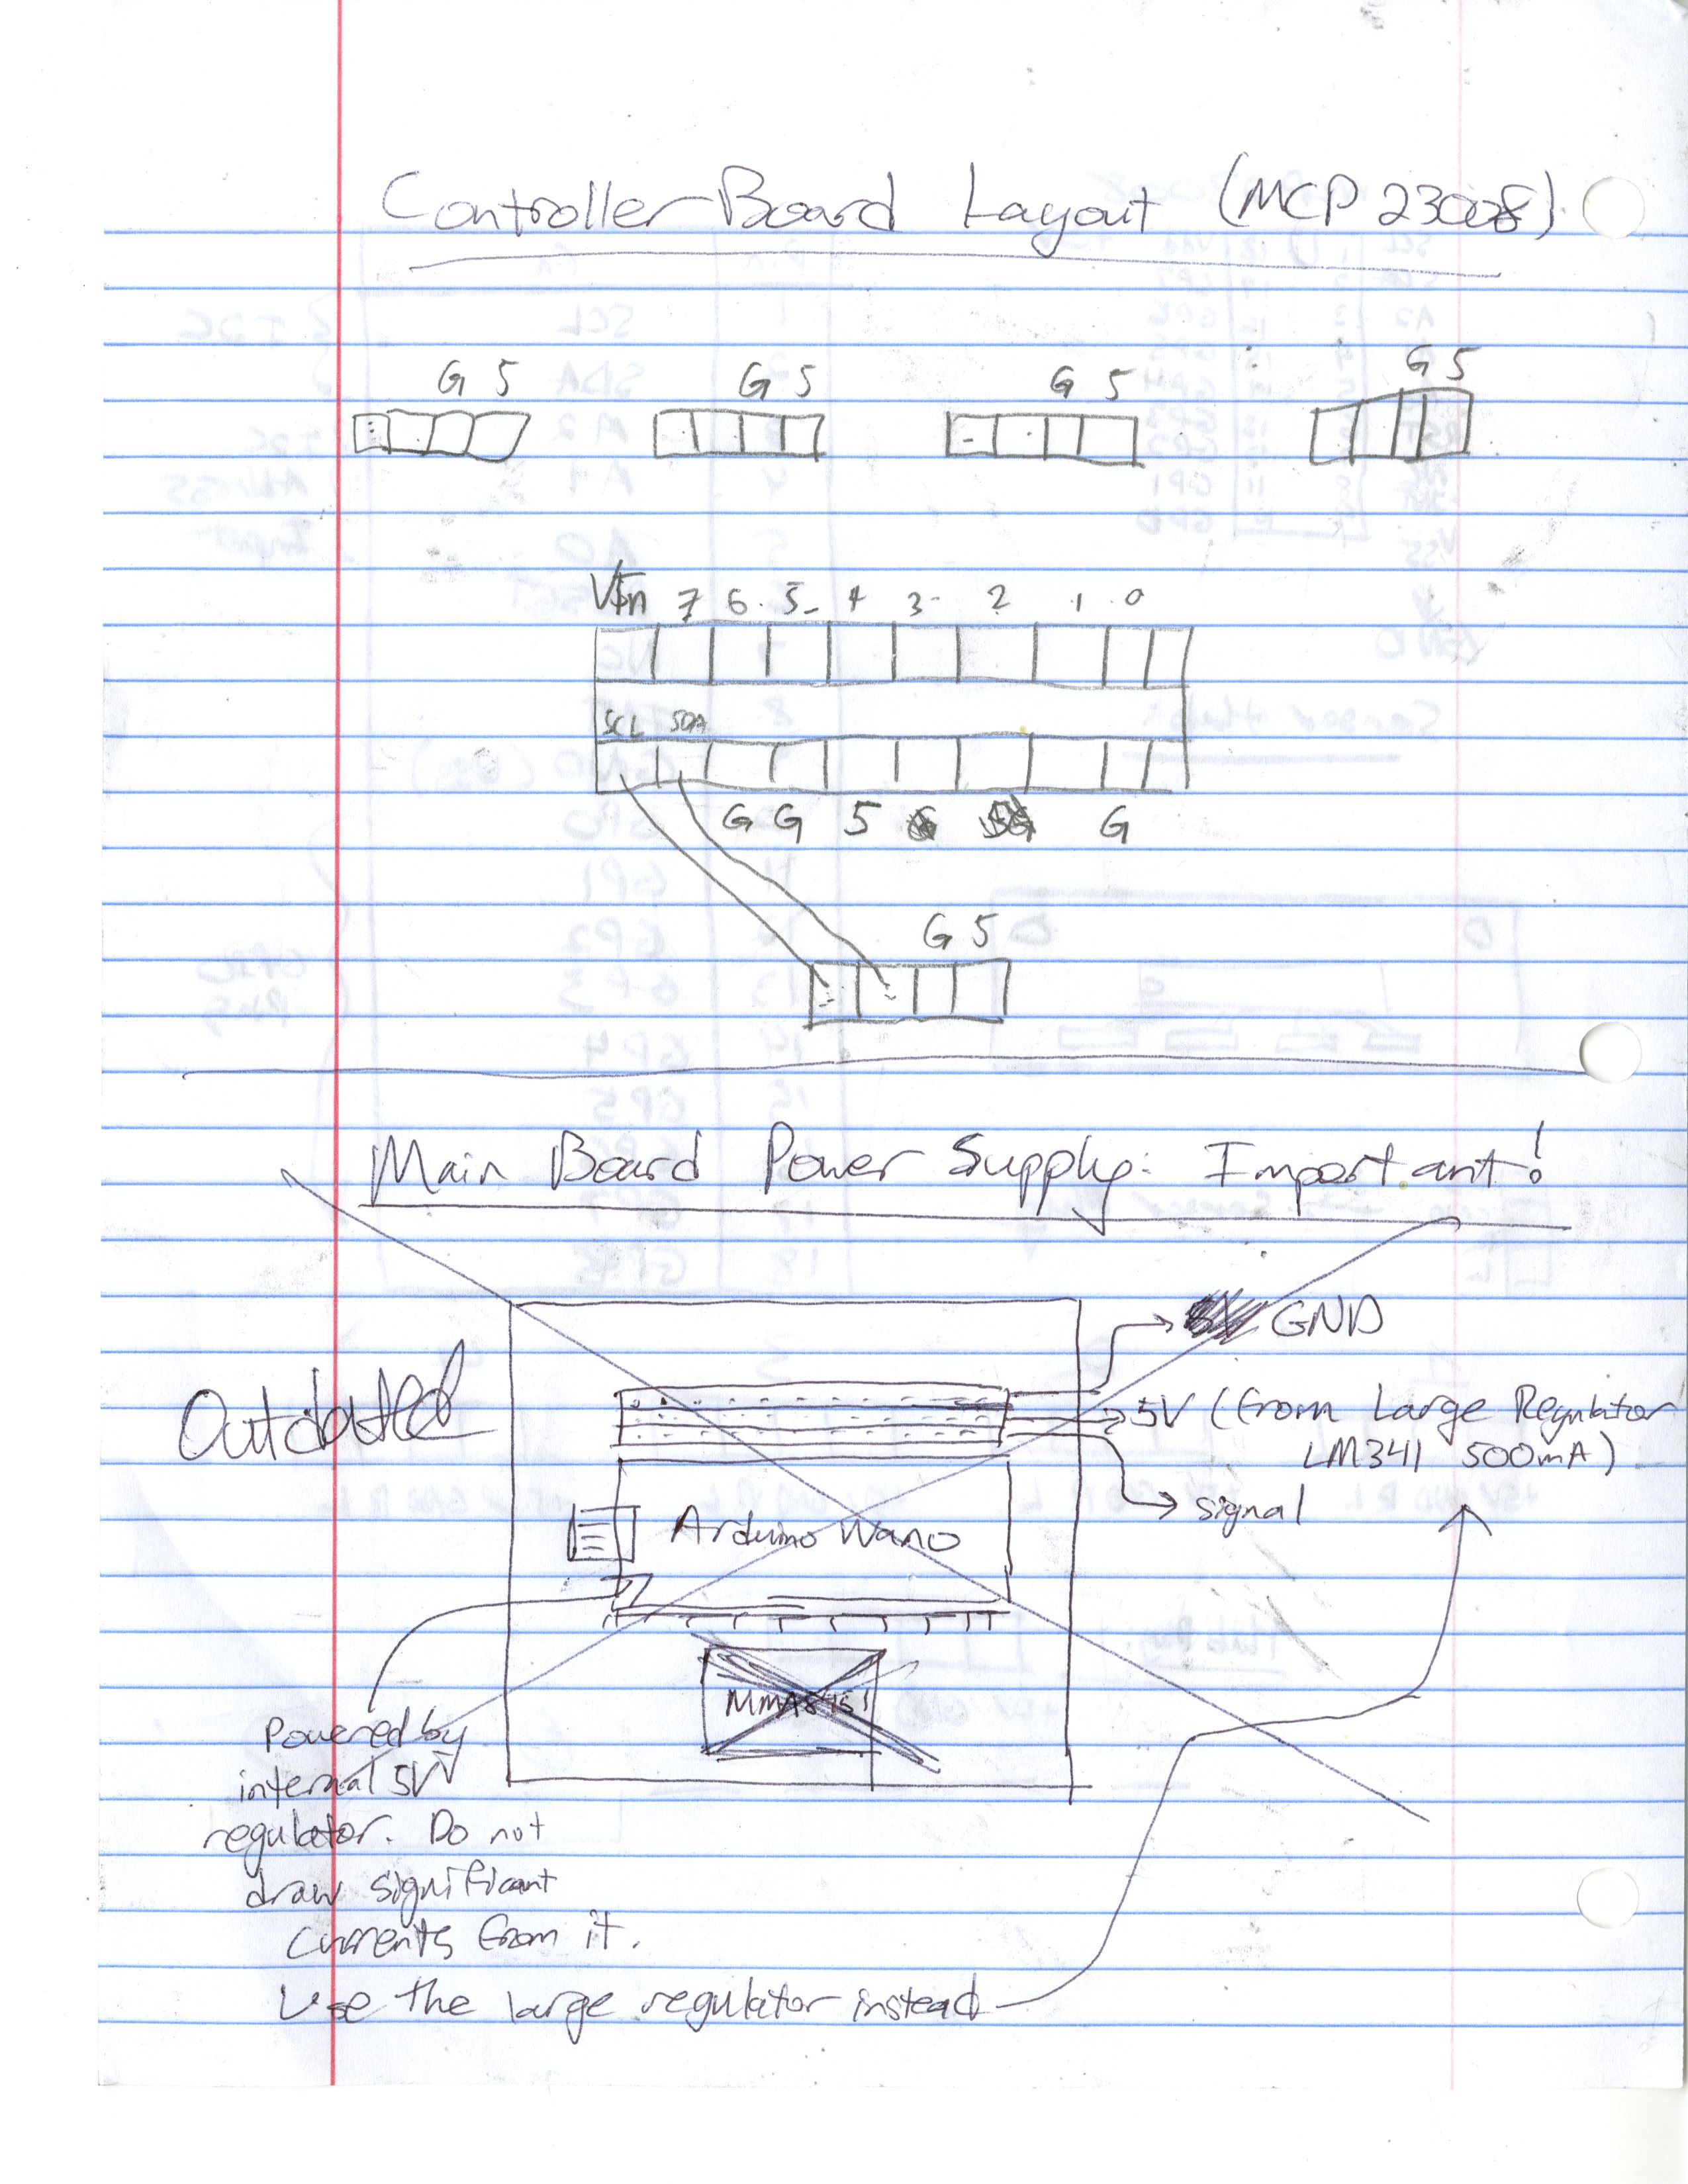 Controller Board Layout (MCP 23008)
G 5 G 5 G 5 G 5
Vin 7 6 5 4 3 2 1 0
SCL SDA
G G 5 G
G 5
Main Board Power Supply: Important!
GND
Outdated
5V (from Large Regulator
LM341 500mA)
signal
Arduino Nano
MMA8451
Powered by
internal 5V
regulator. Do not
draw significant
currents from it.
Use the large regulator instead